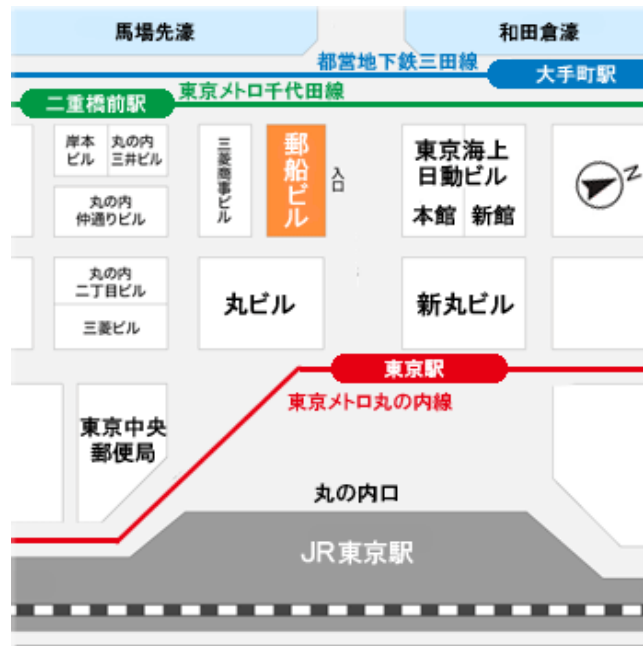 馬場先濠
和田倉濠
都営地下鉄三田線
大手町駅
東京メトロ千代田線
二重橋前駅
岸本
ビル
丸の内
三井ビル
三菱商事ビル
郵船ビル
入口
東京海上
日動ビル
本館 新館
N
丸の内
仲通りビル
丸の内
二丁目ビル
三菱ビル
丸ビル
新丸ビル
東京駅
東京メトロ丸の内線
東京中央
郵便局
丸の内口
JR東京駅